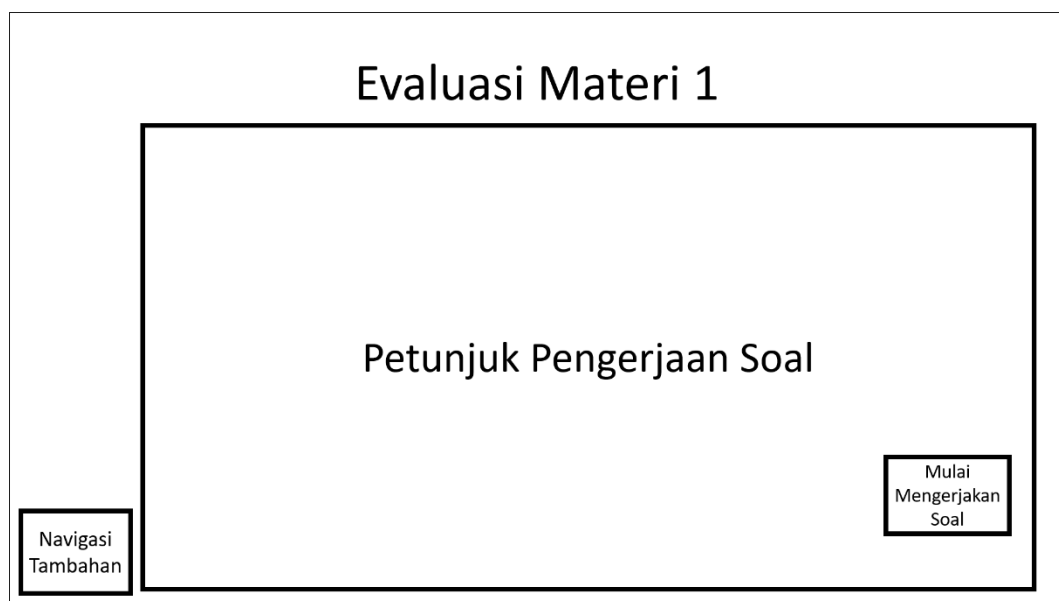 Evaluasi Materi 1
Petunjuk Pengerjaan Soal
Mulai
Mengerjakan
Soal
Navigasi
Tambahan